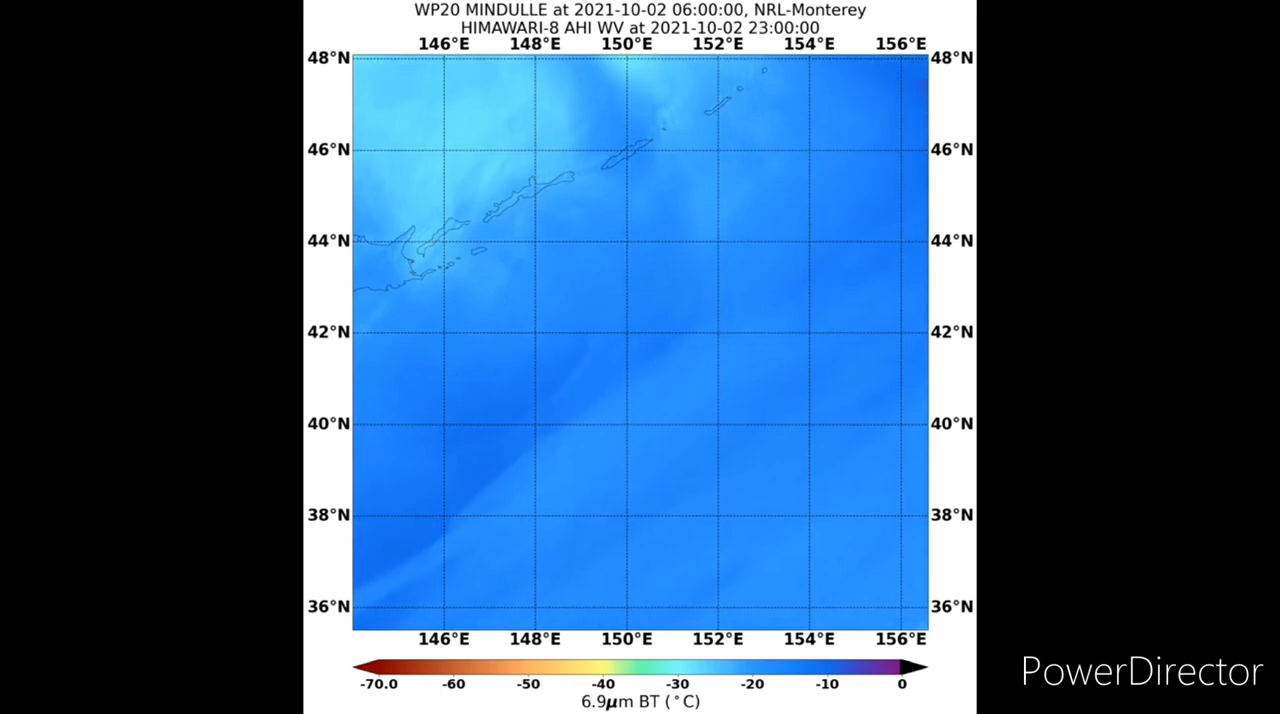 WP20 MINDULLE at 2021-10-02 06:00:00, NRL-Monterey
HIMAWARI-8 AHI WV at 2021-10-02 23:00:00
146°E 148°E 150°E 152°E 154°E 156°E
48°N 48°N
46°N 46°N
44°N 44°N
42°N 42°N
40°N 40°N
38°N 38°N
36°N 36°N
146°E 148°E 150°E 152°E 154°E 156°E
-70.0 -60 -50 -40 -30 -20 -10 0
6.9μm BT (°C)
PowerDirector